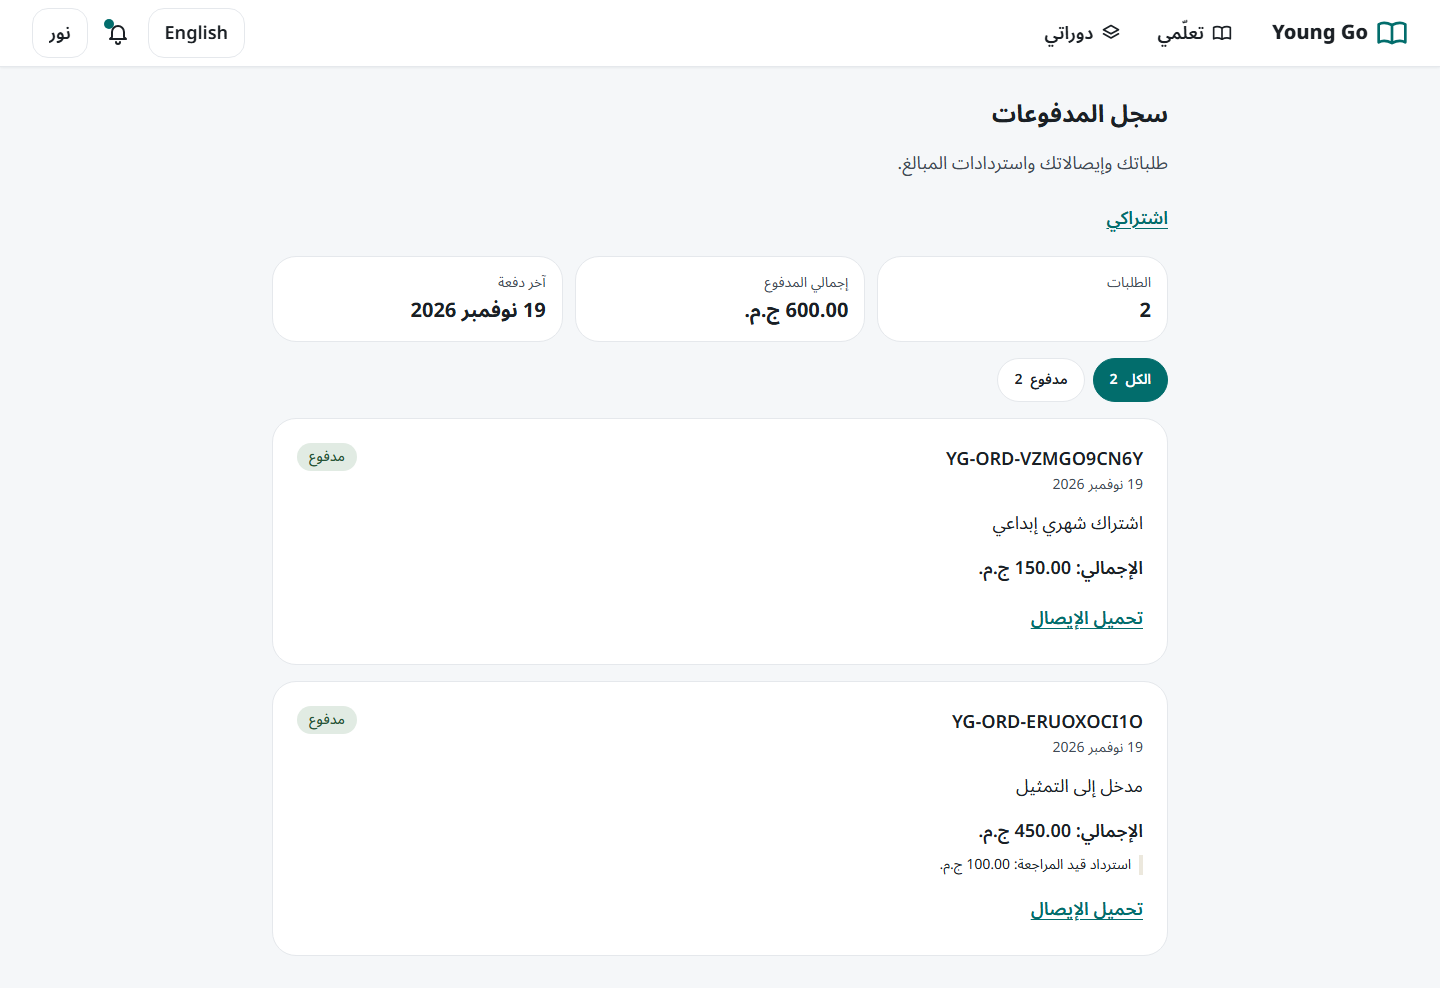 Young Go
تعلّمي
دوراتي
English
نور
سجل المدفوعات
طلباتك وإيصالاتك واستردادات المبالغ.
اشتراكي
الطلبات
2
إجمالي المدفوع
600.00 ج.م.
آخر دفعة
19 نوفمبر 2026
الكل 2
مدفوع 2
YG-ORD-VZMGO9CN6Y
مدفوع
19 نوفمبر 2026
اشتراك شهري إبداعي
الإجمالي: 150.00 ج.م.
تحميل الإيصال
YG-ORD-ERUOXOCI1O
مدفوع
19 نوفمبر 2026
مدخل إلى التمثيل
الإجمالي: 450.00 ج.م.
استرداد قيد المراجعة: 100.00 ج.م.
تحميل الإيصال